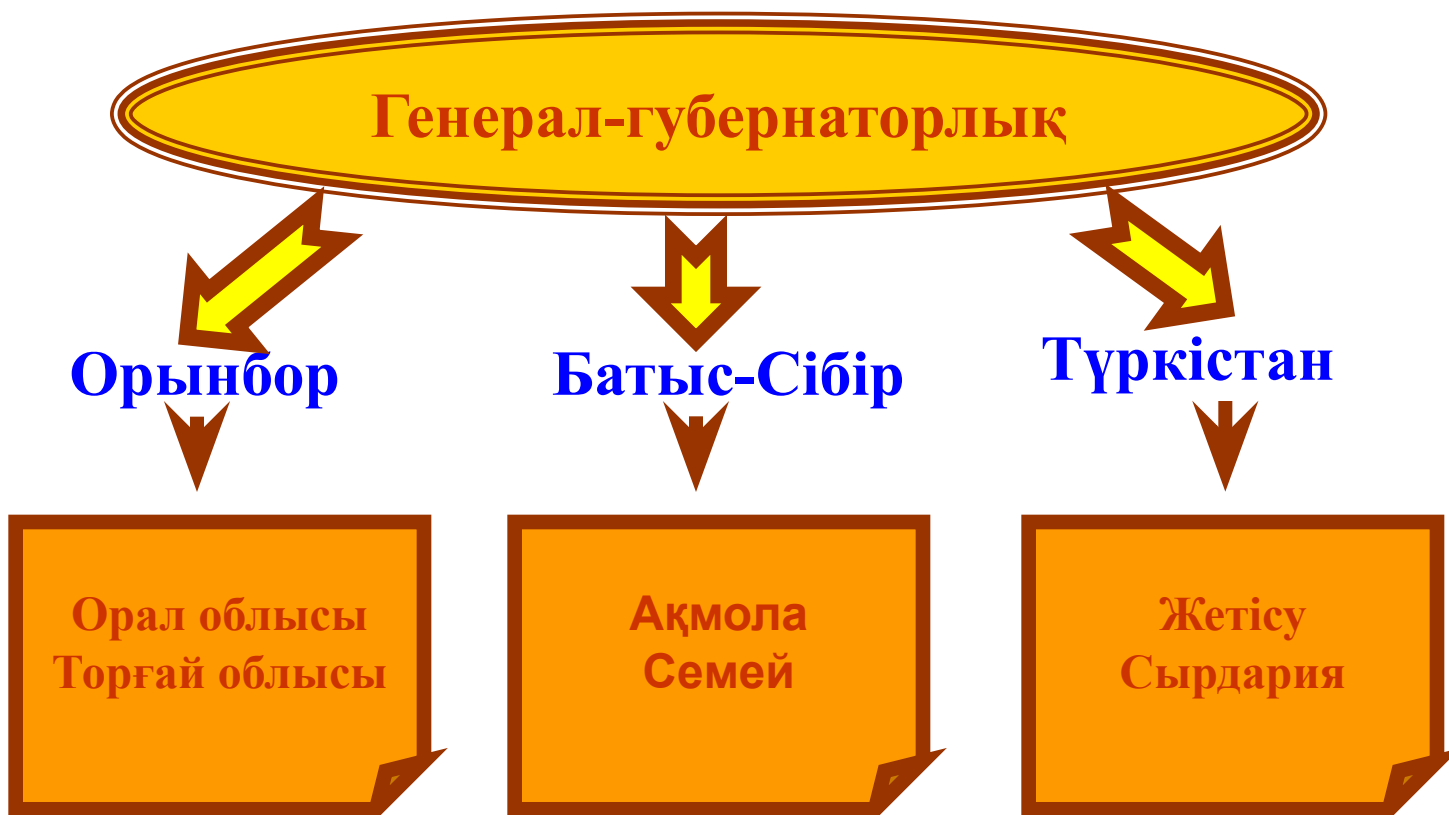 Генерал-губернаторлық
Орынбор
Батыс-Сібір
Түркістан
Орал облысы
Торғай облысы
Ақмола
Семей
Жетісу
Сырдария